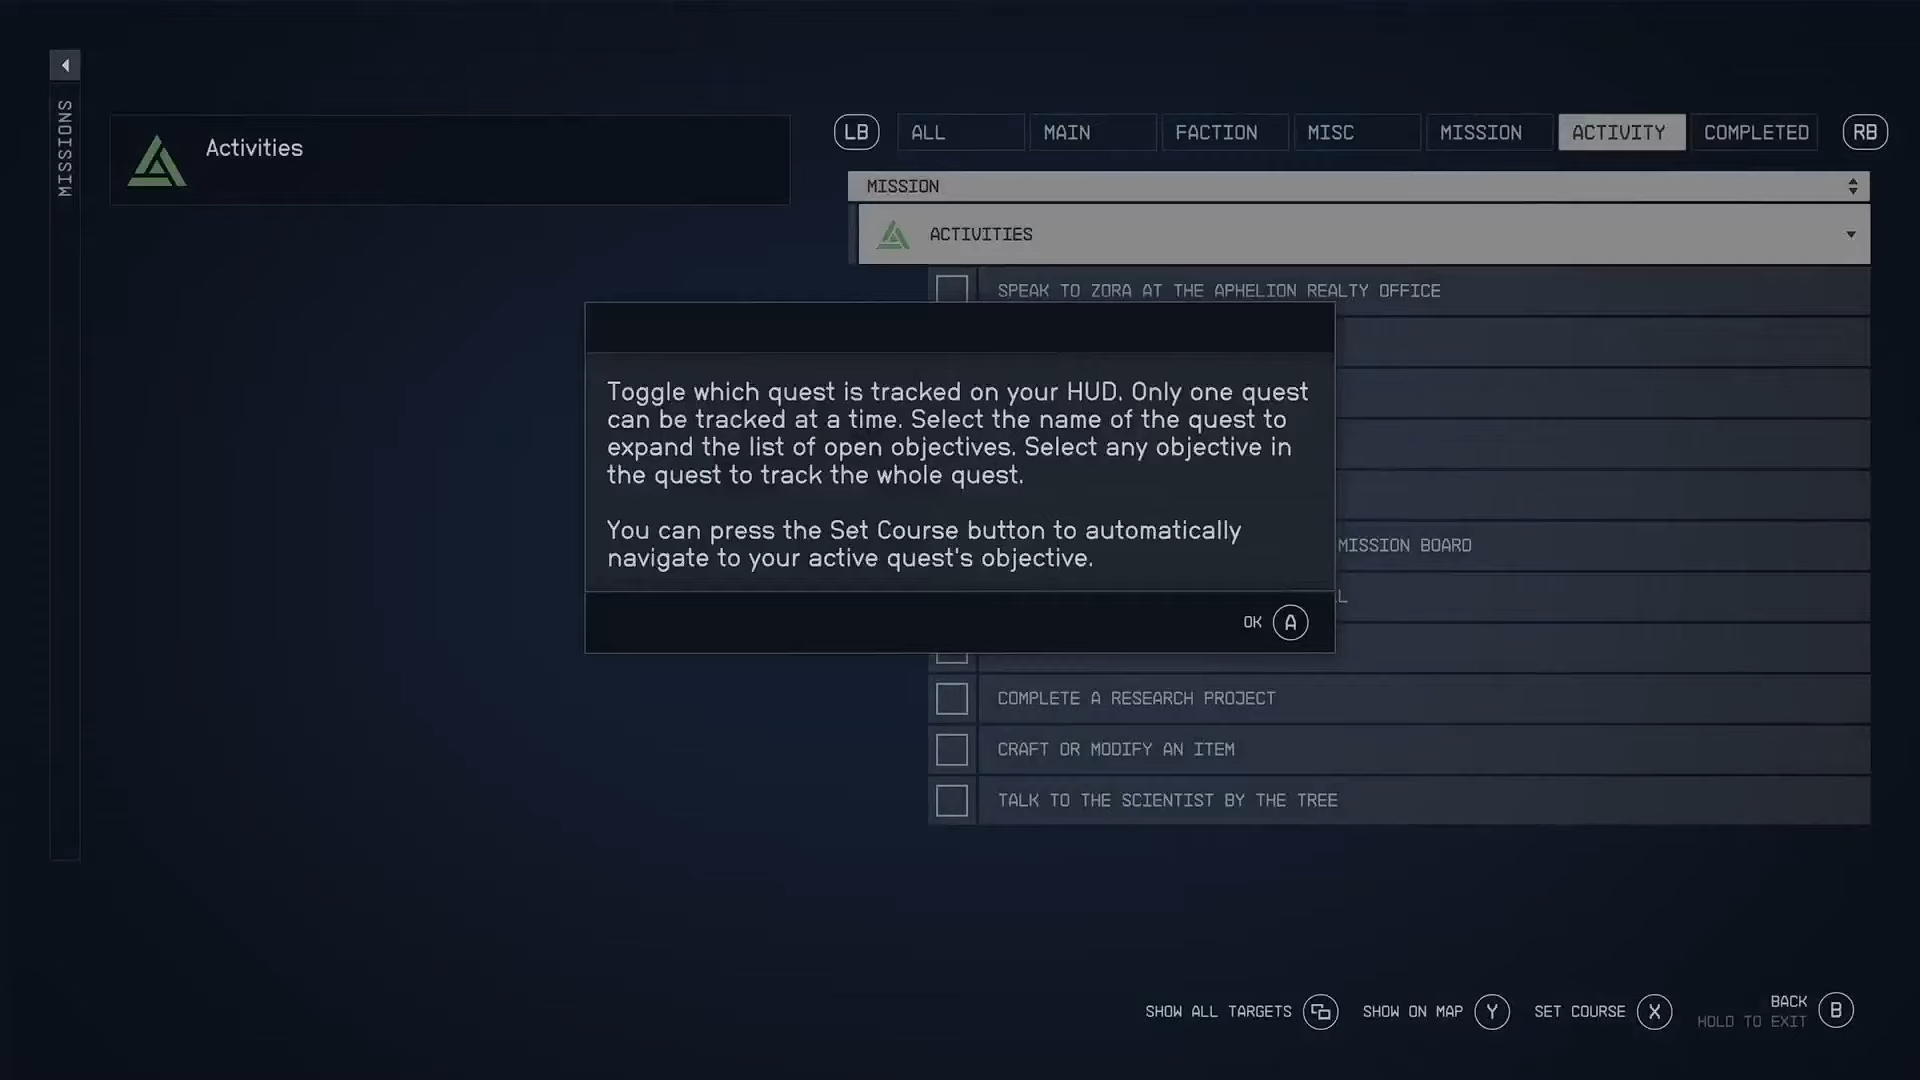 MISSIONS
Activities
LB
ALL
MAIN
FACTION
MISC
MISSION
ACTIVITY
COMPLETED
RB
MISSION
ACTIVITIES
SPEAK TO ZORA AT THE APHELION REALTY OFFICE
Toggle which quest is tracked on your HUD. Only one quest
can be tracked at a time. Select the name of the quest to
expand the list of open objectives. Select any objective in
the quest to track the whole quest.
You can press the Set Course button to automatically
navigate to your active quest's objective.
OK A
MISSION BOARD
COMPLETE A RESEARCH PROJECT
CRAFT OR MODIFY AN ITEM
TALK TO THE SCIENTIST BY THE TREE
SHOW ALL TARGETS
SHOW ON MAP Y
SET COURSE X
BACK B
HOLD TO EXIT